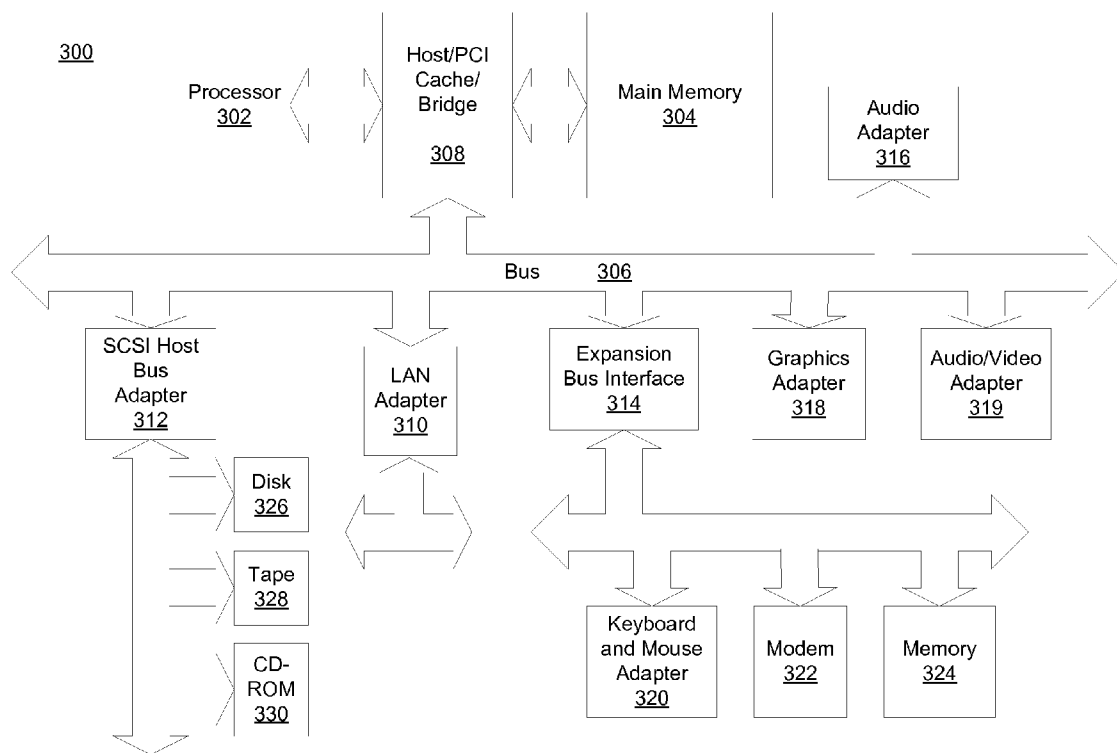 300
Processor
302
Host/PCI
Cache/
Bridge
308
Main Memory
304
Audio
Adapter
316
Bus 306
SCSI Host
Bus
Adapter
312
LAN
Adapter
310
Expansion
Bus Interface
314
Graphics
Adapter
318
Audio/Video
Adapter
319
Disk
326
Tape
328
CD-
ROM
330
Keyboard
and Mouse
Adapter
320
Modem
322
Memory
324